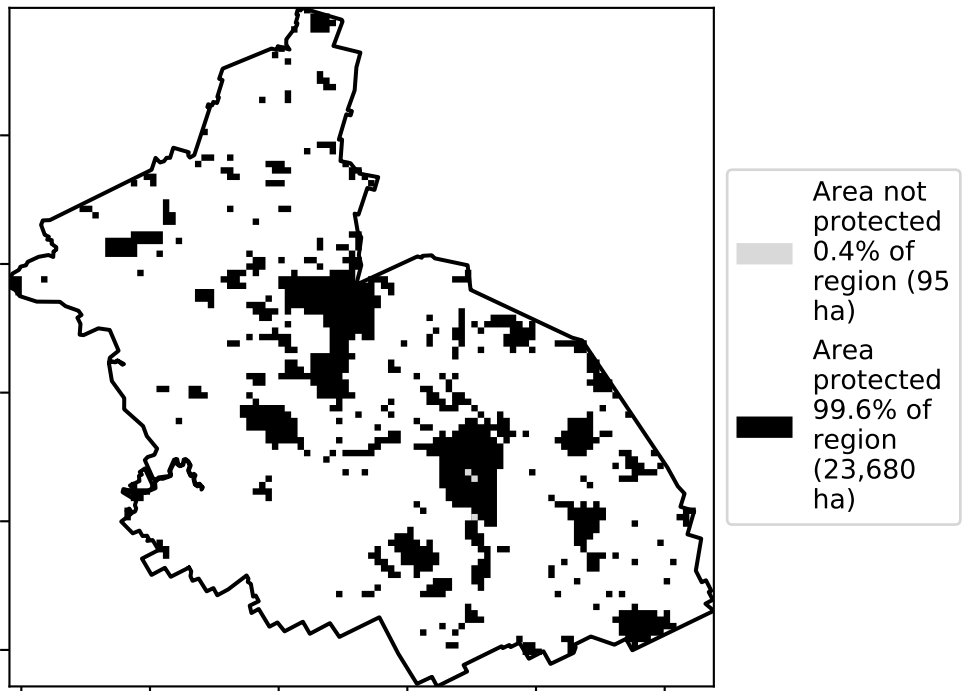 Area not
protected
0.4% of
region (95
ha)
Area
protected
99.6% of
region
(23,680
ha)